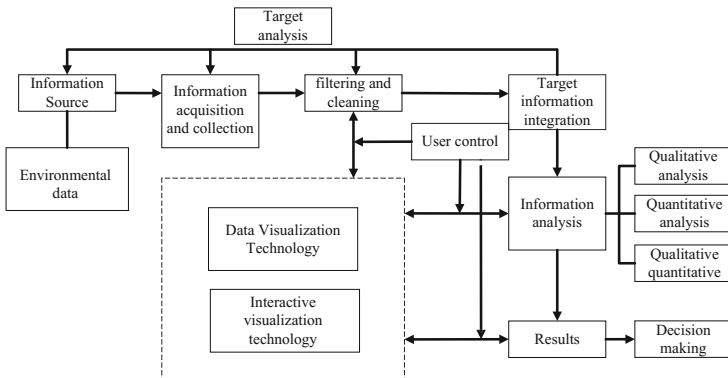 Target
analysis
Information
Source
Information
acquisition
and collection
filtering and
cleaning
Target
information
integration
User control
Environmental
data
Qualitative
analysis
Data Visualization
Technology
Information
analysis
Quantitative
analysis
Qualitative
quantitative
Interactive
visualization
technology
Results
Decision
making